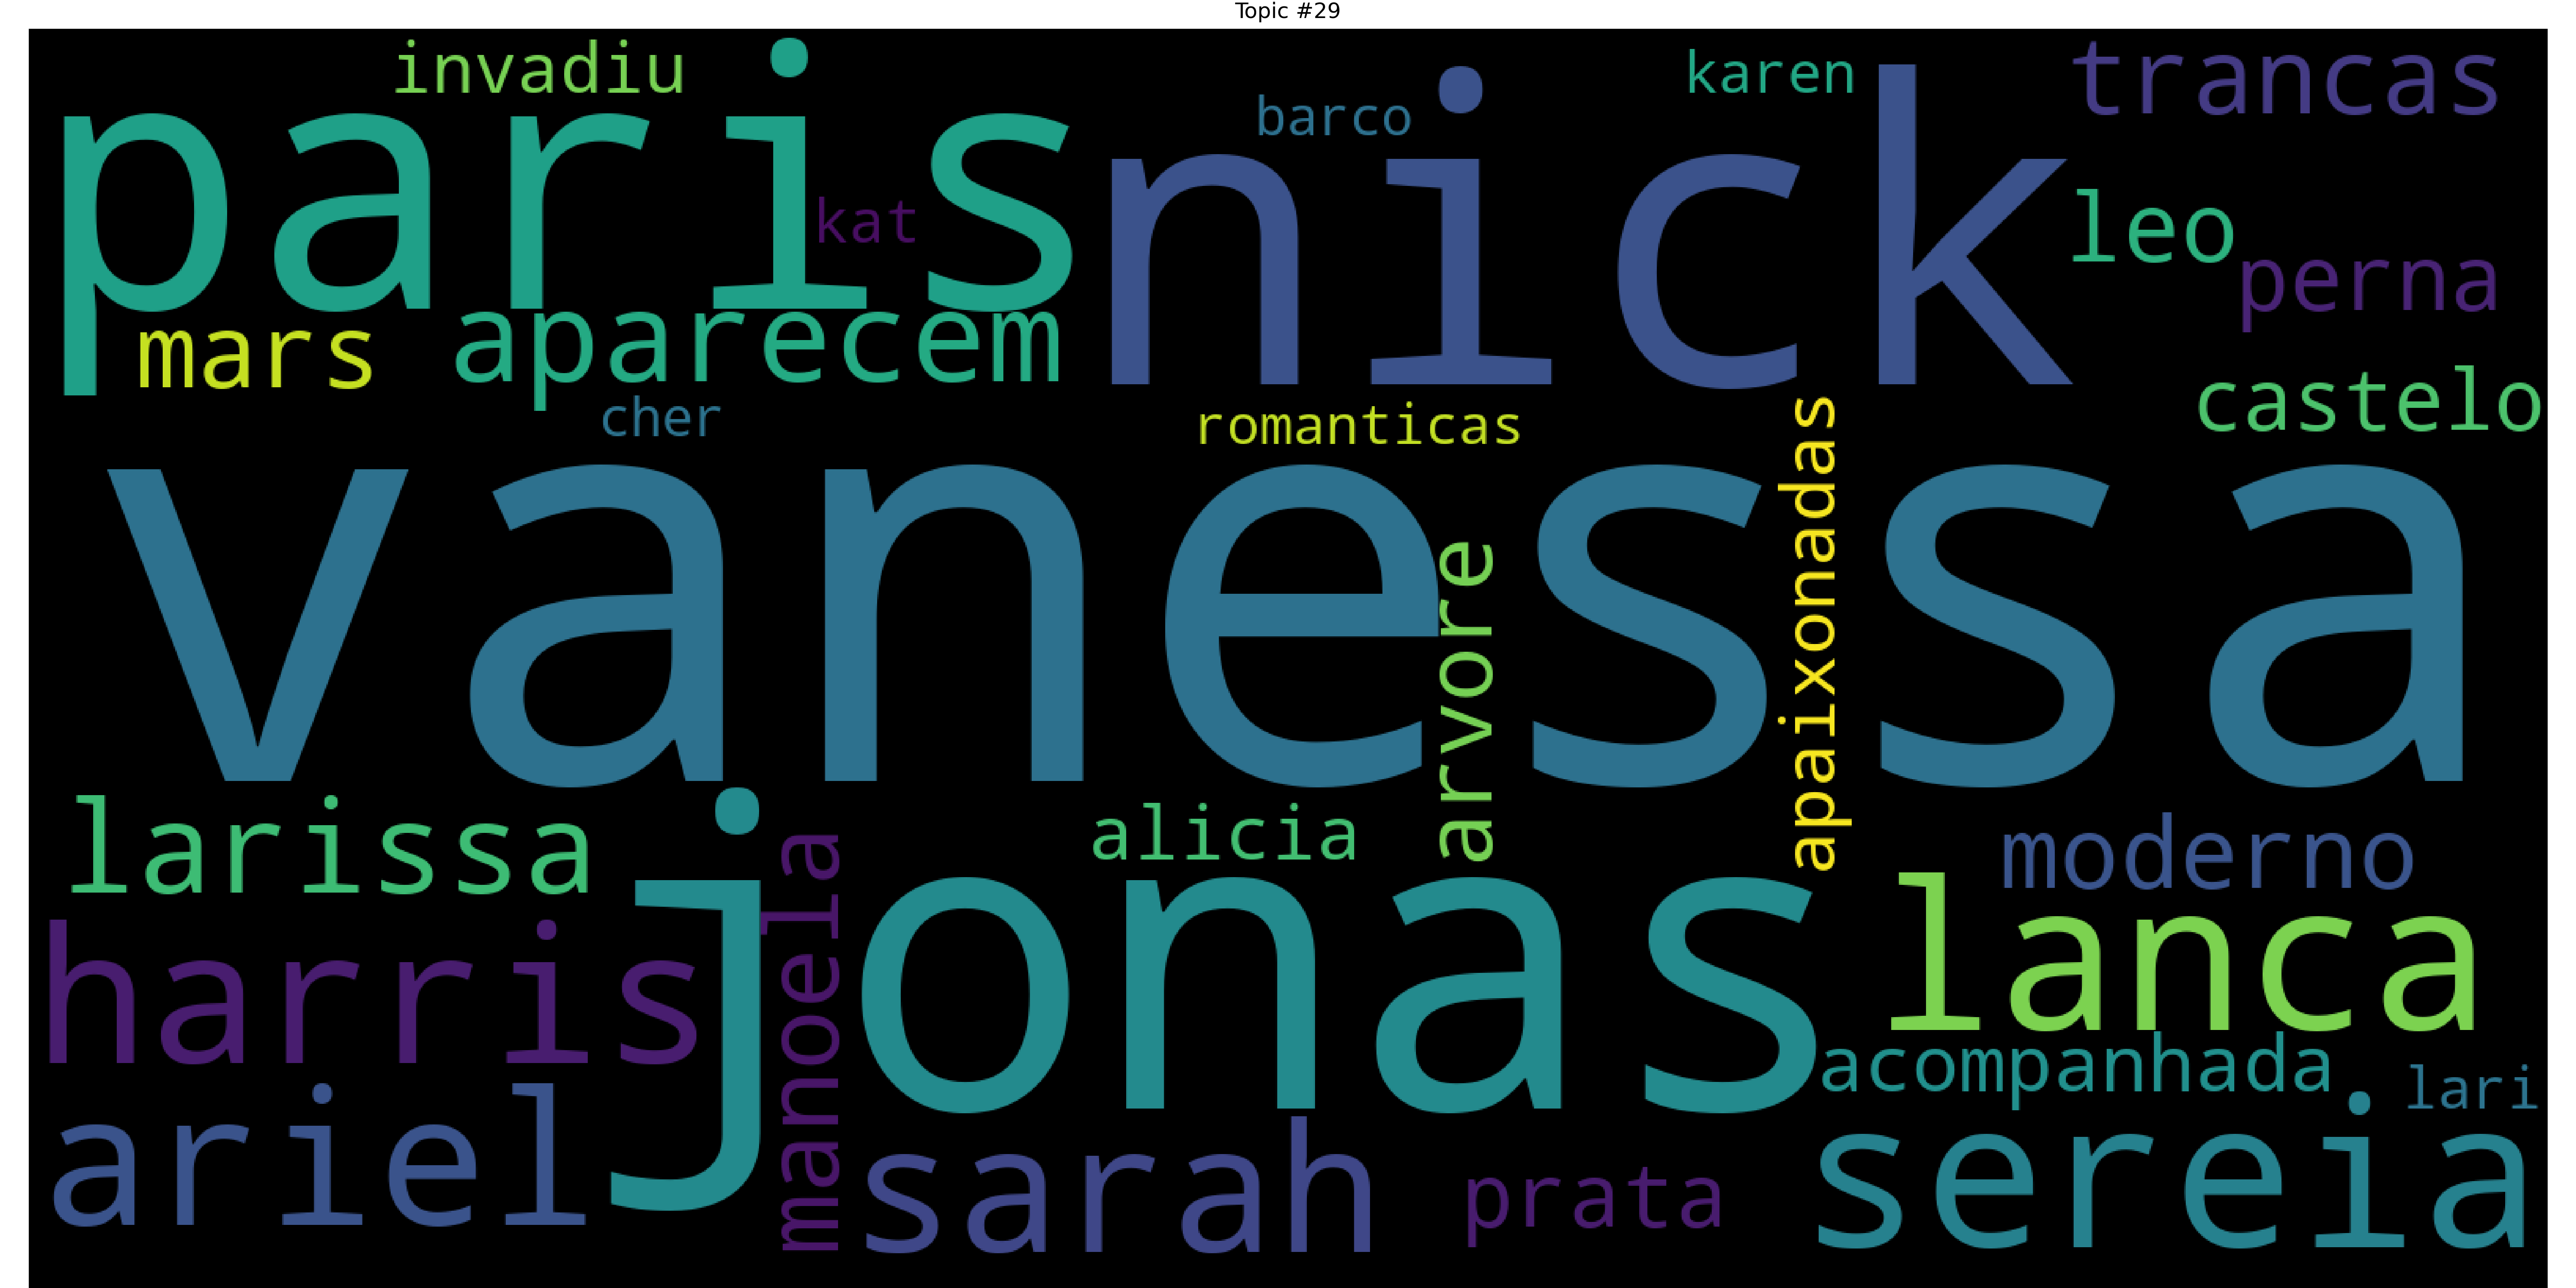 Topic #29
invadiu
karen
trancas
paris
barco
nick
kat
leo
perna
mars
aparecem
castelo
cher
romanticas
apaixonadas
vanessa
arvore
larissa
alicia
moderno
manoela
jonas
lanca
harris
acompanhada
lari
ariel
sarah
prata
sereia